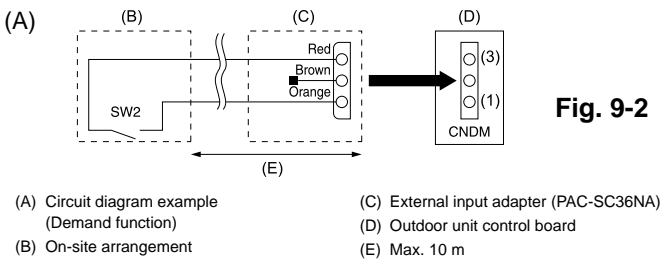 (A)
(B)
(C)
(D)
Red
Brown
Orange
SW2
(3)
(1)
CNDM
Fig. 9-2
(E)
(A) Circuit diagram example
(Demand function)
(B) On-site arrangement
(C) External input adapter (PAC-SC36NA)
(D) Outdoor unit control board
(E) Max. 10 m